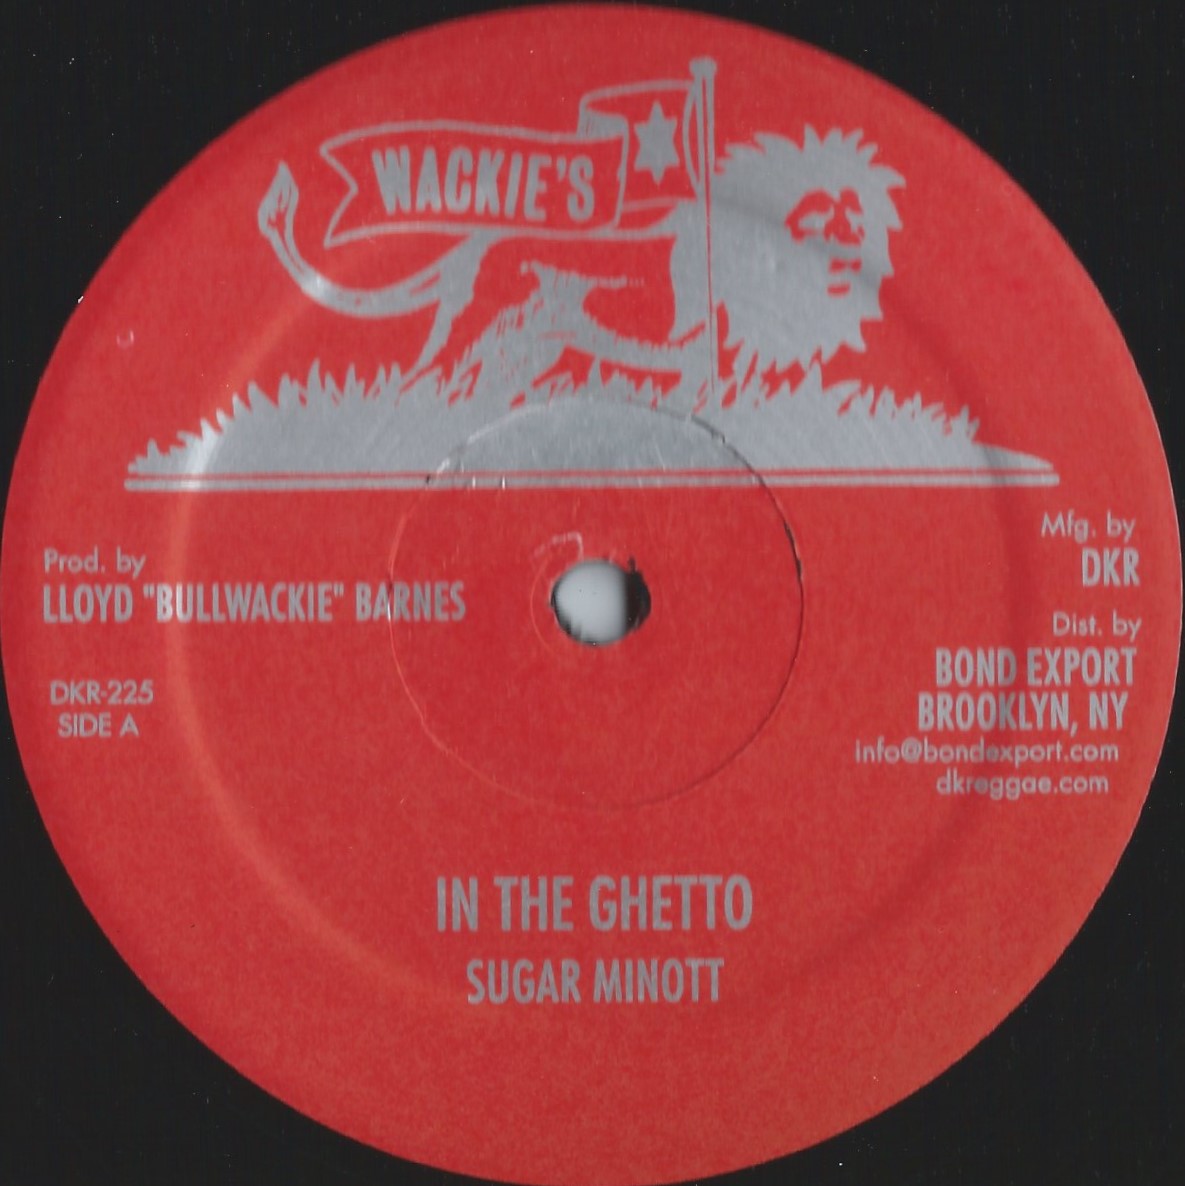 WACKIE'S
Prod. by
LLOYD "BULLWACKIE" BARNES
DKR-225
SIDE A
Mfg. by
DKR
Dist. by
BOND EXPORT
BROOKLYN, NY
info@bondexport.com
dkreggae.com
IN THE GHETTO
SUGAR MINOTT